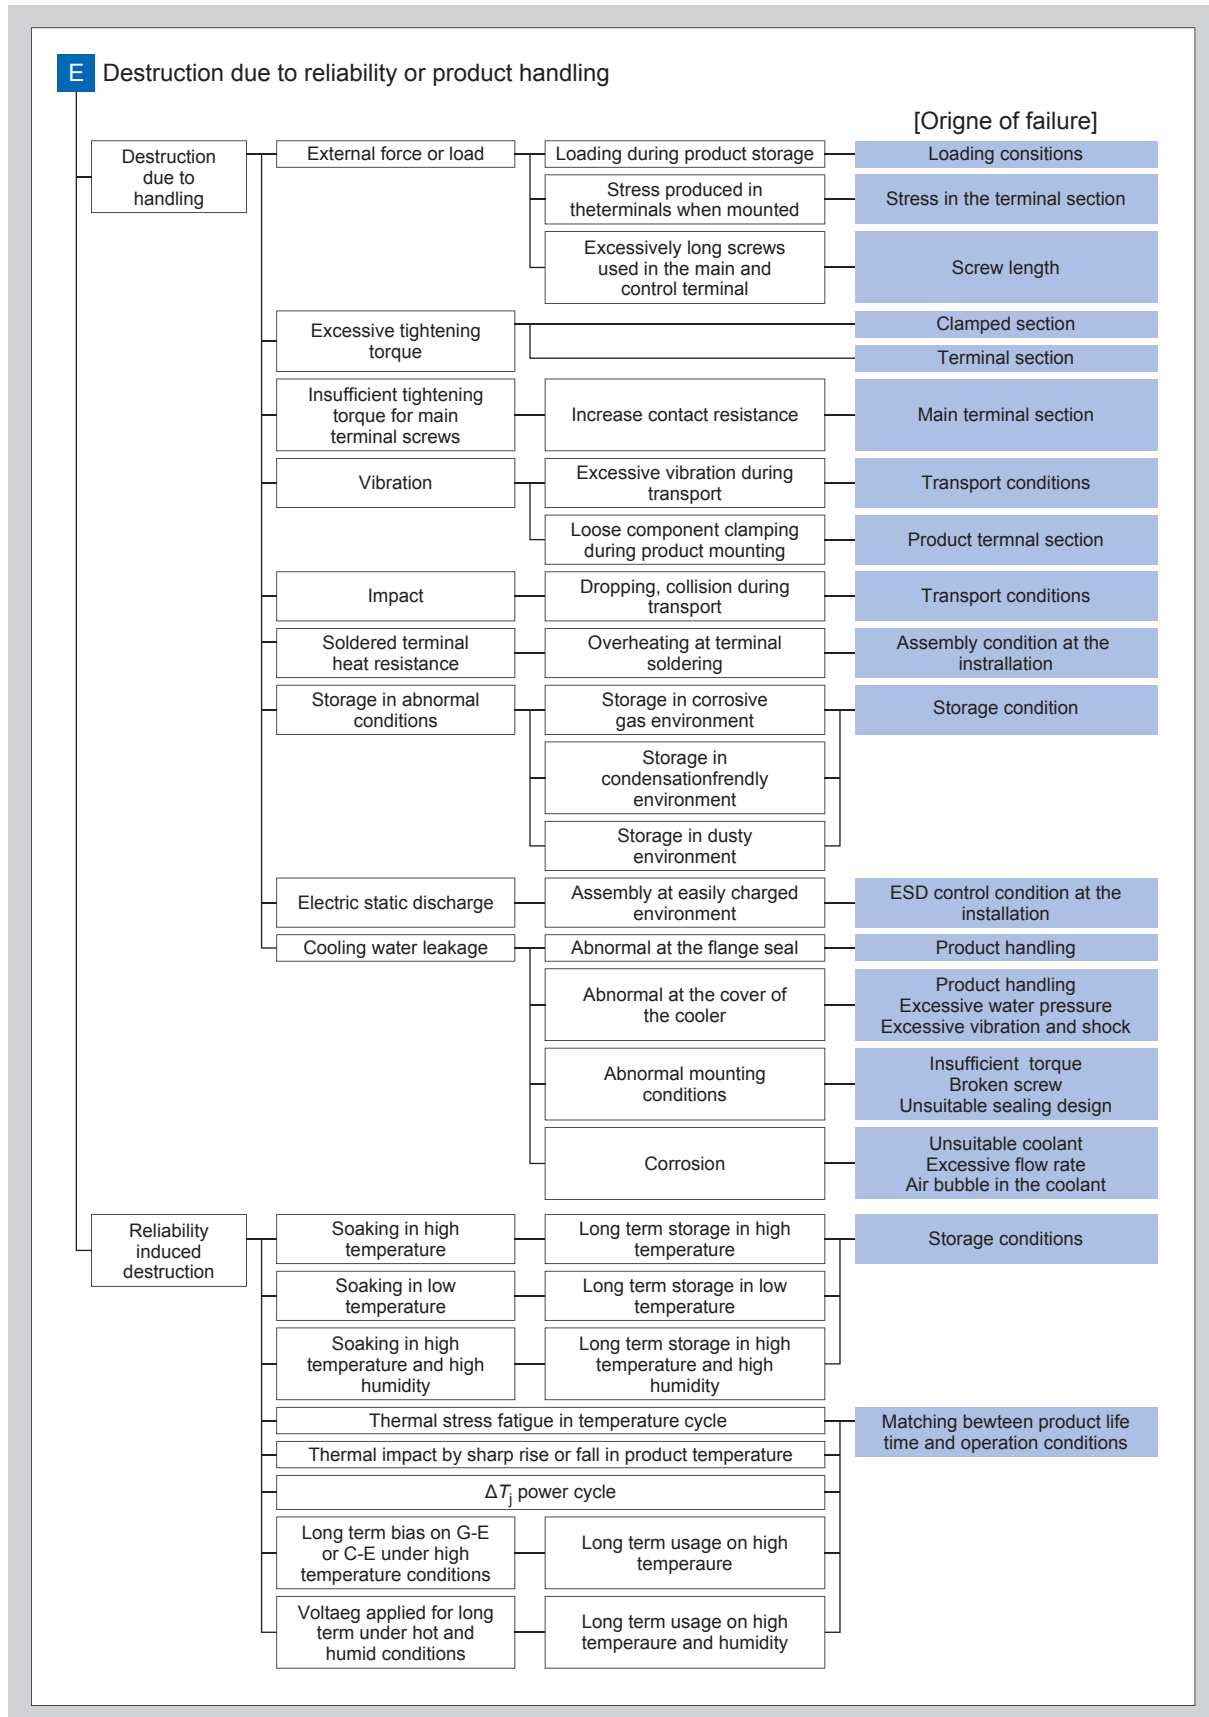 E Destruction due to reliability or product handling
[Origne of failure]
Destruction
due to
handling
External force or load
Loading during product storage
Loading consitions
Stress produced in
theterminals when mounted
Stress in the terminal section
Excessively long screws
used in the main and
control terminal
Screw length
Excessive tightening
torque
Clamped section
Terminal section
Insufficient tightening
torque for main
terminal screws
Increase contact resistance
Main terminal section
Vibration
Excessive vibration during
transport
Transport conditions
Loose component clamping
during product mounting
Product termnal section
Impact
Dropping, collision during
transport
Transport conditions
Soldered terminal
heat resistance
Overheating at terminal
soldering
Assembly condition at the
instrallation
Storage in abnormal
conditions
Storage in corrosive
gas environment
Storage condition
Storage in
condensationfrendly
environment
Storage in dusty
environment
Electric static discharge
Assembly at easily charged
environment
ESD control condition at the
installation
Cooling water leakage
Abnormal at the flange seal
Product handling
Abnormal at the cover of
the cooler
Product handling
Excessive water pressure
Excessive vibration and shock
Abnormal mounting
conditions
Insufficient torque
Broken screw
Unsuitable sealing design
Corrosion
Unsuitable coolant
Excessive flow rate
Air bubble in the coolant
Reliability
induced
destruction
Soaking in high
temperature
Long term storage in high
temperature
Storage conditions
Soaking in low
temperature
Long term storage in low
temperature
Soaking in high
temperature and high
humidity
Long term storage in high
temperature and high
humidity
Thermal stress fatigue in temperature cycle
Matching bewteen product life
time and operation conditions
Thermal impact by sharp rise or fall in product temperature
ΔTj power cycle
Long term bias on G-E
or C-E under high
temperature conditions
Long term usage on high
temperaure
Voltaeg applied for long
term under hot and
humid conditions
Long term usage on high
temperaure and humidity